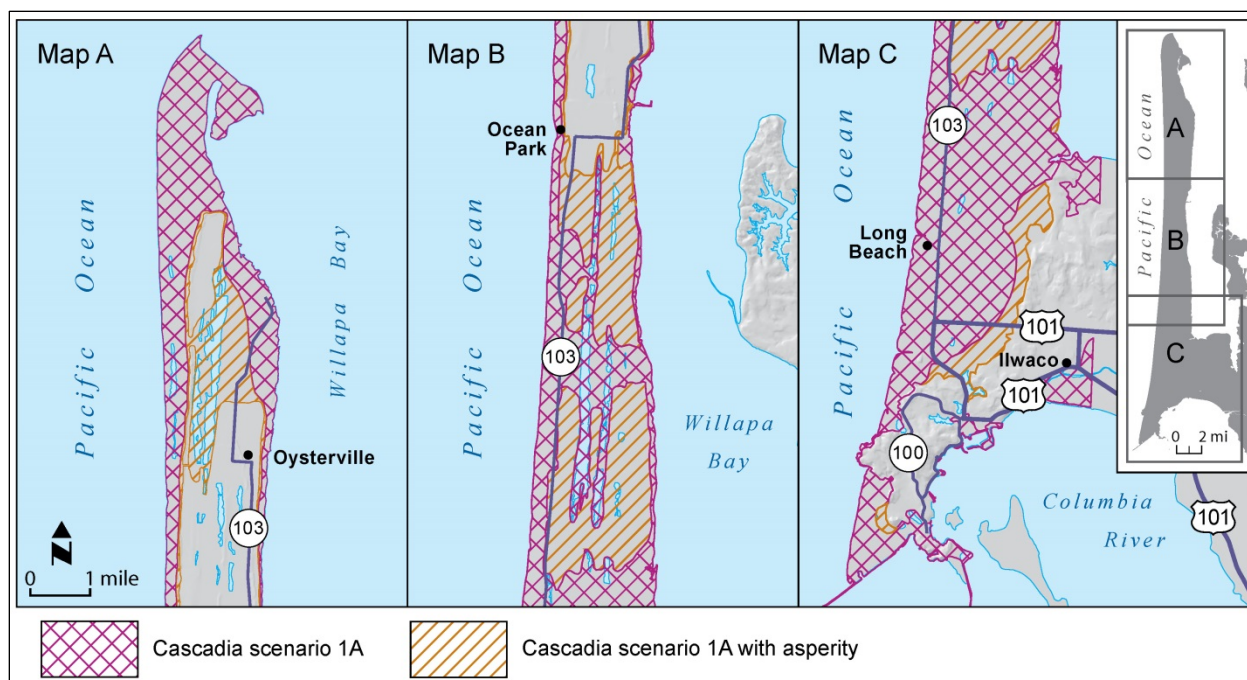 Map A
Pacific Ocean
Willapa Bay
Oysterville
103
N
0 1 mile
Map B
Ocean
Park
Pacific Ocean
103
Willapa
Bay
Map C
103
Pacific Ocean
Long
Beach
101
Ilwaco
101
100
Columbia
River
101
Pacific Ocean
A
B
C
0 2 mi
Cascadia scenario 1A
Cascadia scenario 1A with asperity